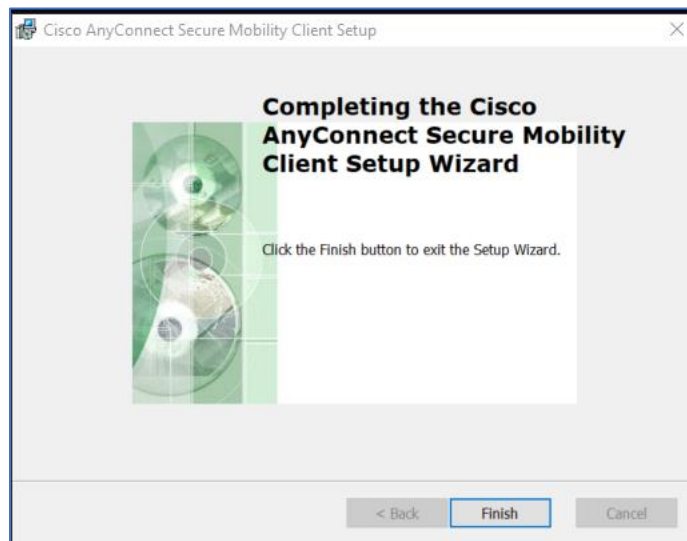 Cisco AnyConnect Secure Mobility Client Setup
Completing the Cisco
AnyConnect Secure Mobility
Client Setup Wizard
Click the Finish button to exit the Setup Wizard.
< Back
Finish
Cancel